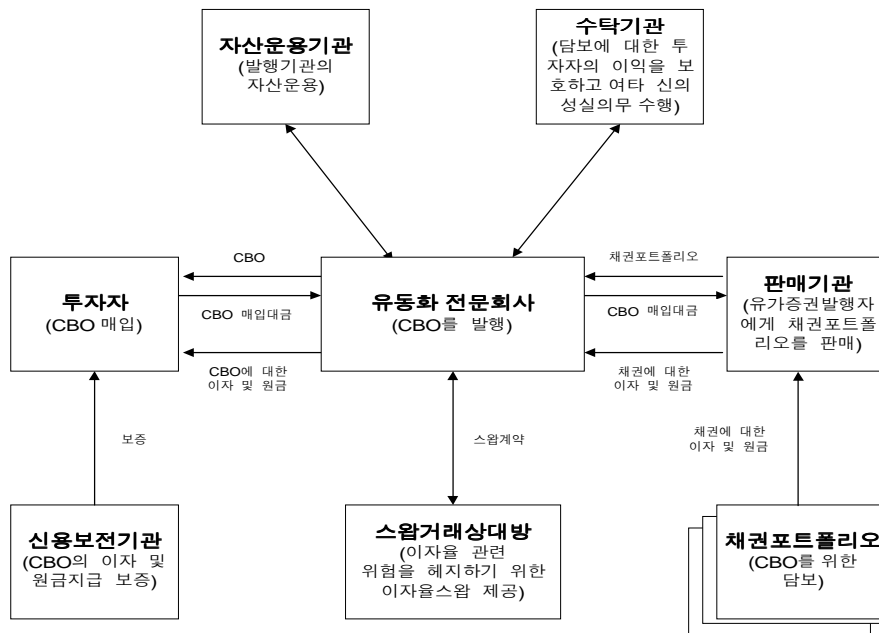 자산운용기관
(발행기관의
자산운용)
수탁기관
(담보에 대한 투
자자의 이익을 보
호하고 여타 신의
성실의무 수행)
투자자
(CBO 매입)
CBO
CBO 매입대금
CBO에 대한
이자 및 원금
유동화 전문회사
(CBO를 발행)
채권포트폴리오
CBO 매입대금
채권에 대한
이자 및 원금
판매기관
(유가증권발행자
에게 채권포트폴
리오를 판매)
보증
스왑계약
채권에 대한
이자 및 원금
신용보전기관
(CBO의 이자 및
원금지급 보증)
스왑거래상대방
(이자율 관련
위험을 헤지하기 위한
이자율스왑 제공)
채권포트폴리오
(CBO를 위한
담보)